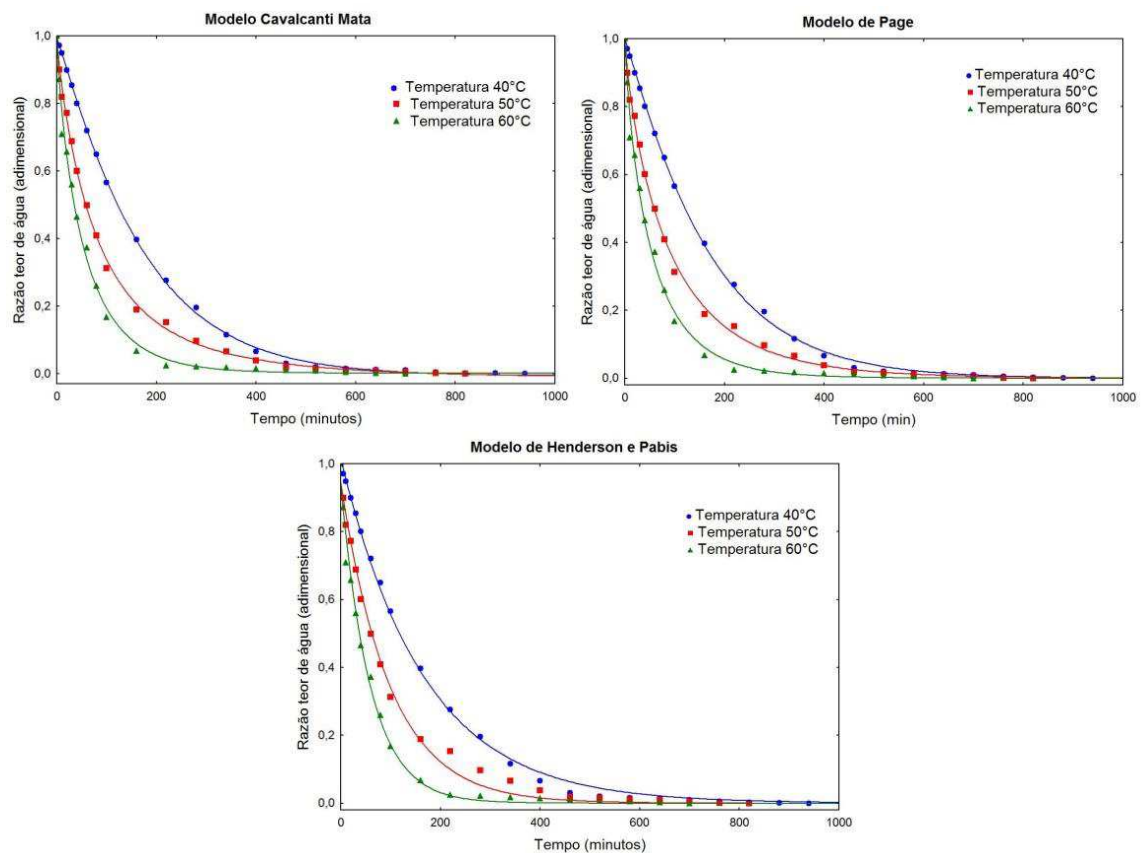 Modelo Cavalcanti Mata
1,0
0,8
0,6
0,4
0,2
0,0
Razão teor de água (adimensional)
Temperatura 40°C
Temperatura 50°C
Temperatura 60°C
0
200
400
600
800
1000
Tempo (minutos)
Modelo de Page
1,0
0,8
0,6
0,4
0,2
0,0
Razão teor de água (adimensional)
Temperatura 40°C
Temperatura 50°C
Temperatura 60°C
0
200
400
600
800
1000
Tempo (min)
Modelo de Henderson e Pabis
1,0
0,8
0,6
0,4
0,2
0,0
Razão teor de água (adimensional)
Temperatura 40°C
Temperatura 50°C
Temperatura 60°C
0
200
400
600
800
1000
Tempo (minutos)